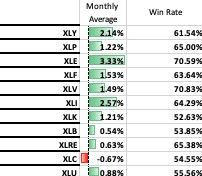 Monthly Average Win Rate
XLY 2.14% 61.54%
XLP 1.22% 65.00%
XLE 3.33% 70.59%
XLF 1.53% 63.64%
XLV 1.49% 70.83%
XLI 2.57% 64.29%
XLK 1.21% 52.63%
XLB 0.54% 53.85%
XLRE 0.63% 65.38%
XLC -0.67% 54.55%
XLU 0.88% 55.56%